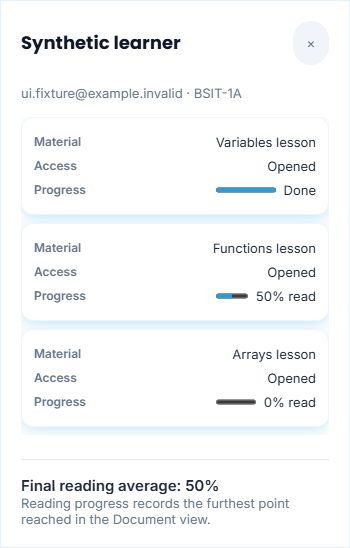 Synthetic learner
×
ui.fixture@example.invalid · BSIT-1A
Material Variables lesson
Access Opened
Progress Done
Material Functions lesson
Access Opened
Progress 50% read
Material Arrays lesson
Access Opened
Progress 0% read
Final reading average: 50%
Reading progress records the furthest point
reached in the Document view.